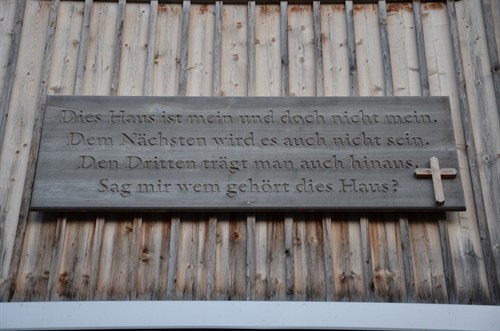 Dies Haus ist mein und doch nicht mein.
Dem Nächsten wird es auch nicht sein.
Den Dritten trägt man auch hinaus.
Sag mir wem gehört dies Haus?